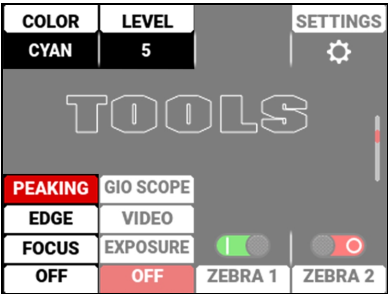 COLOR LEVEL SETTINGS
CYAN 5
TOOLS
PEAKING GIO SCOPE
EDGE VIDEO
FOCUS EXPOSURE
OFF OFF ZEBRA 1 ZEBRA 2